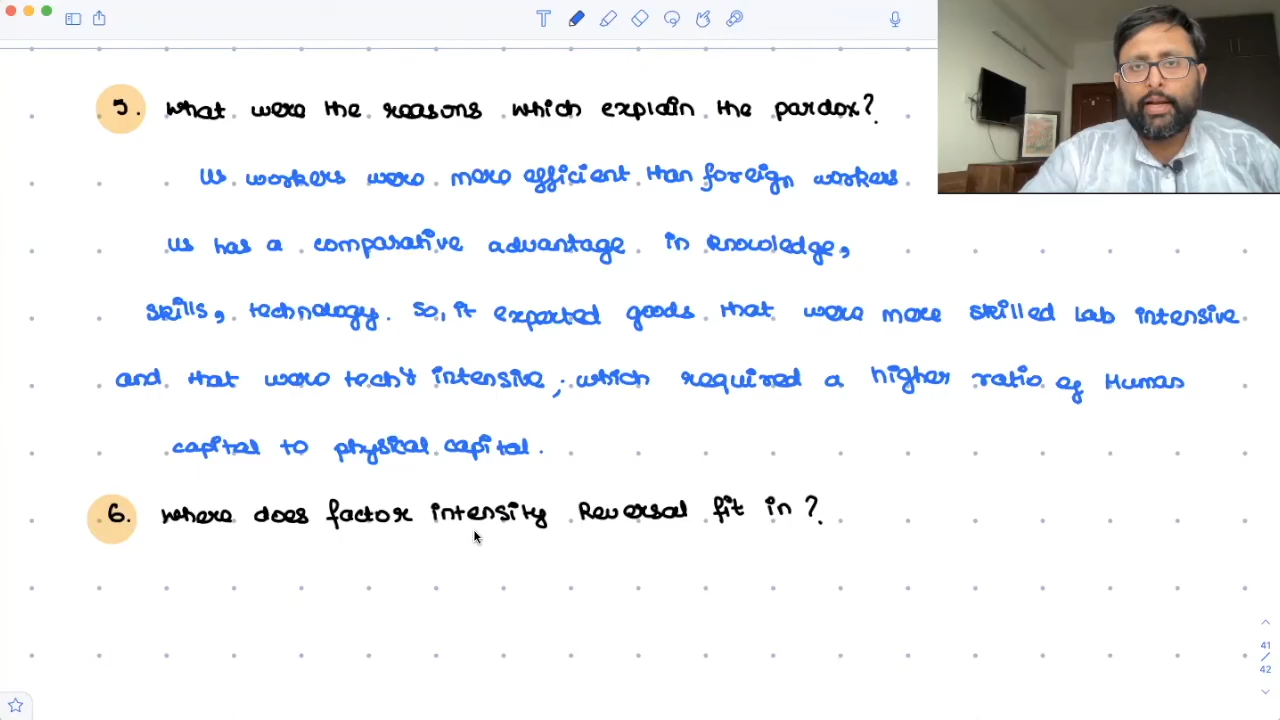 5. What were the reasons which explain the pardox?
US workers were more efficient than foreign workers
US has a comparative advantage in knowledge,
skills, technology. So, it exported goods that were more skilled lab intensive
and that were tech'y intensive; which required a higher ratio of Human
capital to physical capital.
6. Where does factor intensity Reversal fit in?
41
/
42